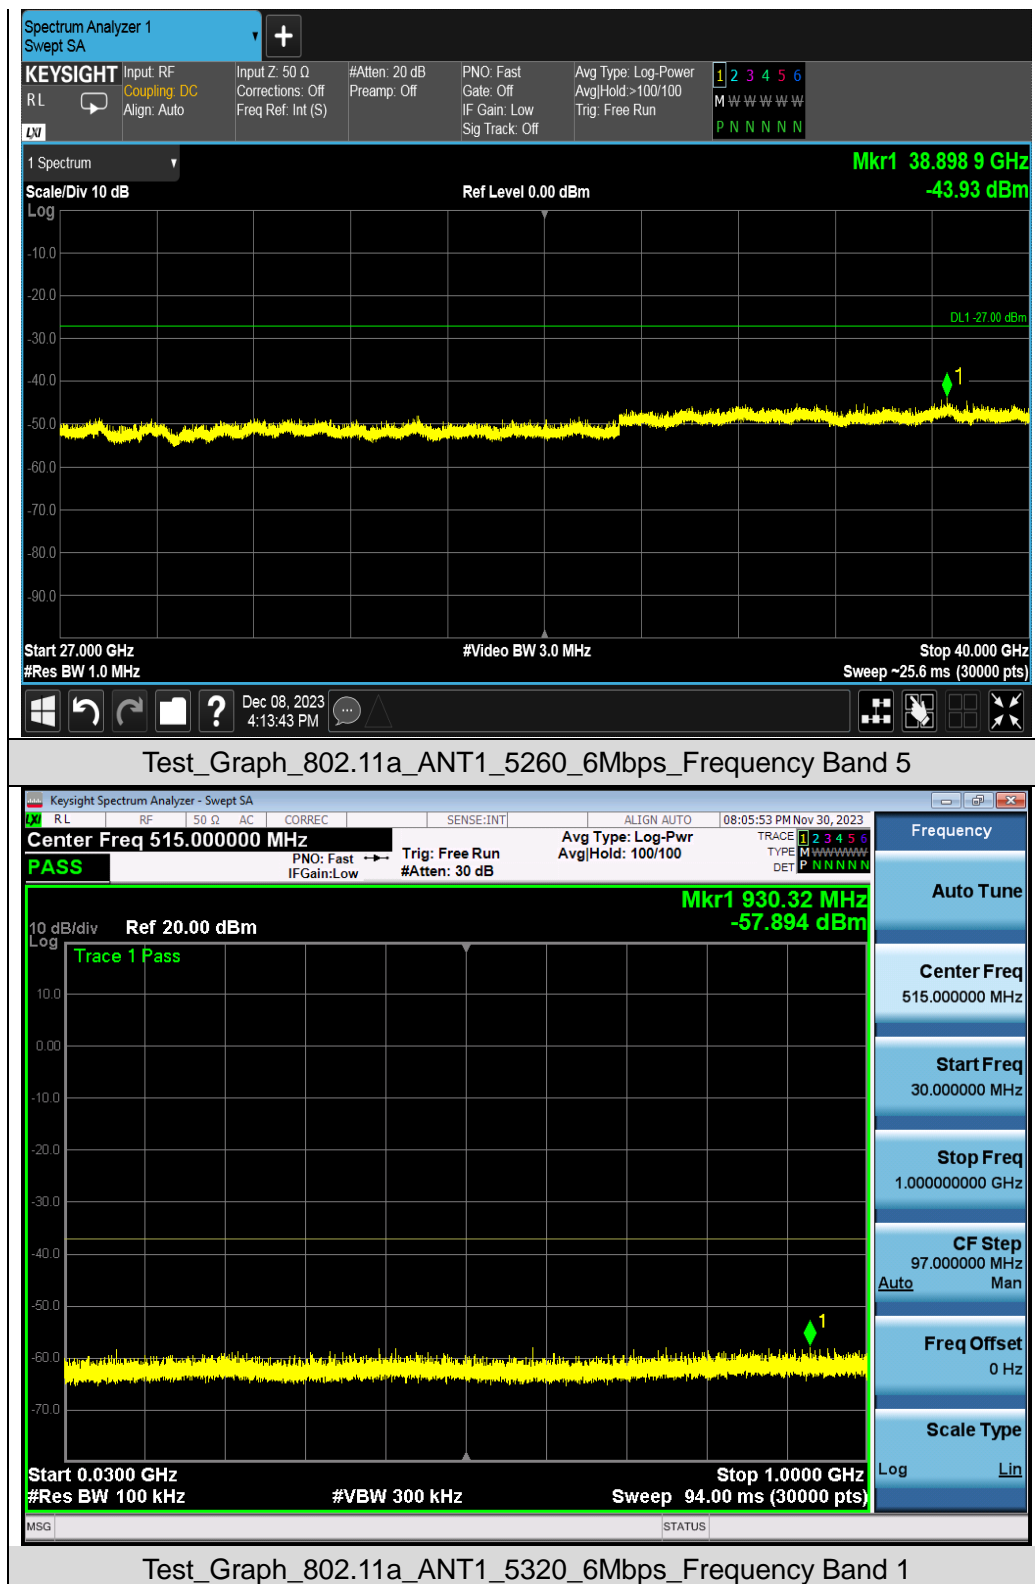 Spectrum Analyzer 1
Swept SA
KEYSIGHT Input: RF Input Z: 50 Ω #Atten: 20 dB PNO: Fast Avg Type: Log-Power 1 2 3 4 5 6
RL Coupling: DC Corrections: Off Preamp: Off Gate: Off Avg|Hold:>100/100 M W W W W W
Align: Auto Freq Ref: Int (S) IF Gain: Low Trig: Free Run
LXI Sig Track: Off P N N N N N
1 Spectrum Mkr1 38.898 9 GHz
Scale/Div 10 dB Ref Level 0.00 dBm -43.93 dBm
Log
-10.0
-20.0
DL1 -27.00 dBm
-30.0
-40.0
1
-50.0
-60.0
-70.0
-80.0
-90.0
Start 27.000 GHz #Video BW 3.0 MHz Stop 40.000 GHz
#Res BW 1.0 MHz Sweep ~25.6 ms (30000 pts)
? Dec 08, 2023
4:13:43 PM
Test_Graph_802.11a_ANT1_5260_6Mbps_Frequency Band 5
Keysight Spectrum Analyzer - Swept SA
LXI RL RF 50 Ω AC CORREC SENSE:INT ALIGN AUTO 08:05:53 PM Nov 30, 2023
Center Freq 515.000000 MHz Avg Type: Log-Pwr TRACE 1 2 3 4 5 6
PASS PNO: Fast Trig: Free Run Avg|Hold: 100/100 TYPE M W W W W W
IFGain:Low #Atten: 30 dB DET P N N N N N
Mkr1 930.32 MHz
10 dB/div Ref 20.00 dBm -57.894 dBm
Log
Trace 1 Pass
10.0
0.00
-10.0
-20.0
-30.0
-40.0
-50.0
1
-60.0
-70.0
Start 0.0300 GHz Stop 1.0000 GHz
#Res BW 100 kHz #VBW 300 kHz Sweep 94.00 ms (30000 pts)
MSG STATUS
Frequency
Auto Tune
Center Freq
515.000000 MHz
Start Freq
30.000000 MHz
Stop Freq
1.000000000 GHz
CF Step
97.000000 MHz
Auto Man
Freq Offset
0 Hz
Scale Type
Log Lin
Test_Graph_802.11a_ANT1_5320_6Mbps_Frequency Band 1